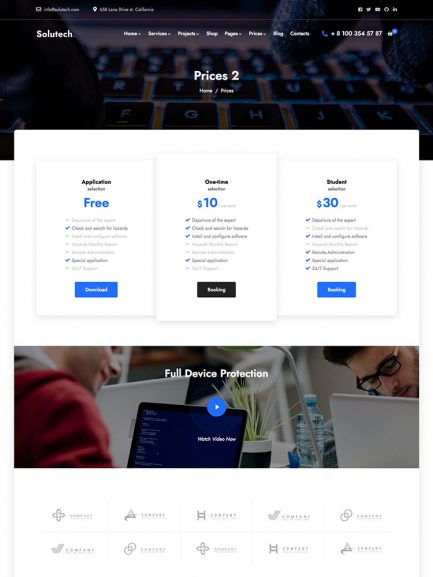 info@solutech.com
658 Lane Drive st. California
Solutech.
Home Services Projects Shop Pages Prices Blog Contacts
+ 8 100 354 57 87
Prices 2
Home / Prices
Application
selection
Free
Departure of the expert
Check and search for hazards
Install and configure software
Hazards Monthly Report
Remote Administration
Special application
24/7 Support
Download
One-time
selection
$10
Departure of the expert
Check and search for hazards
Install and configure software
Hazards Monthly Report
Remote Administration
Special application
24/7 Support
Booking
Student
selection
$30
Departure of the expert
Check and search for hazards
Install and configure software
Hazards Monthly Report
Remote Administration
Special application
24/7 Support
Booking
Full Device Protection
Watch Video Now
COMPANY
COMPANY
COMPANY
COMPANY
COMPANY
COMPANY
COMPANY
COMPANY
COMPANY
COMPANY